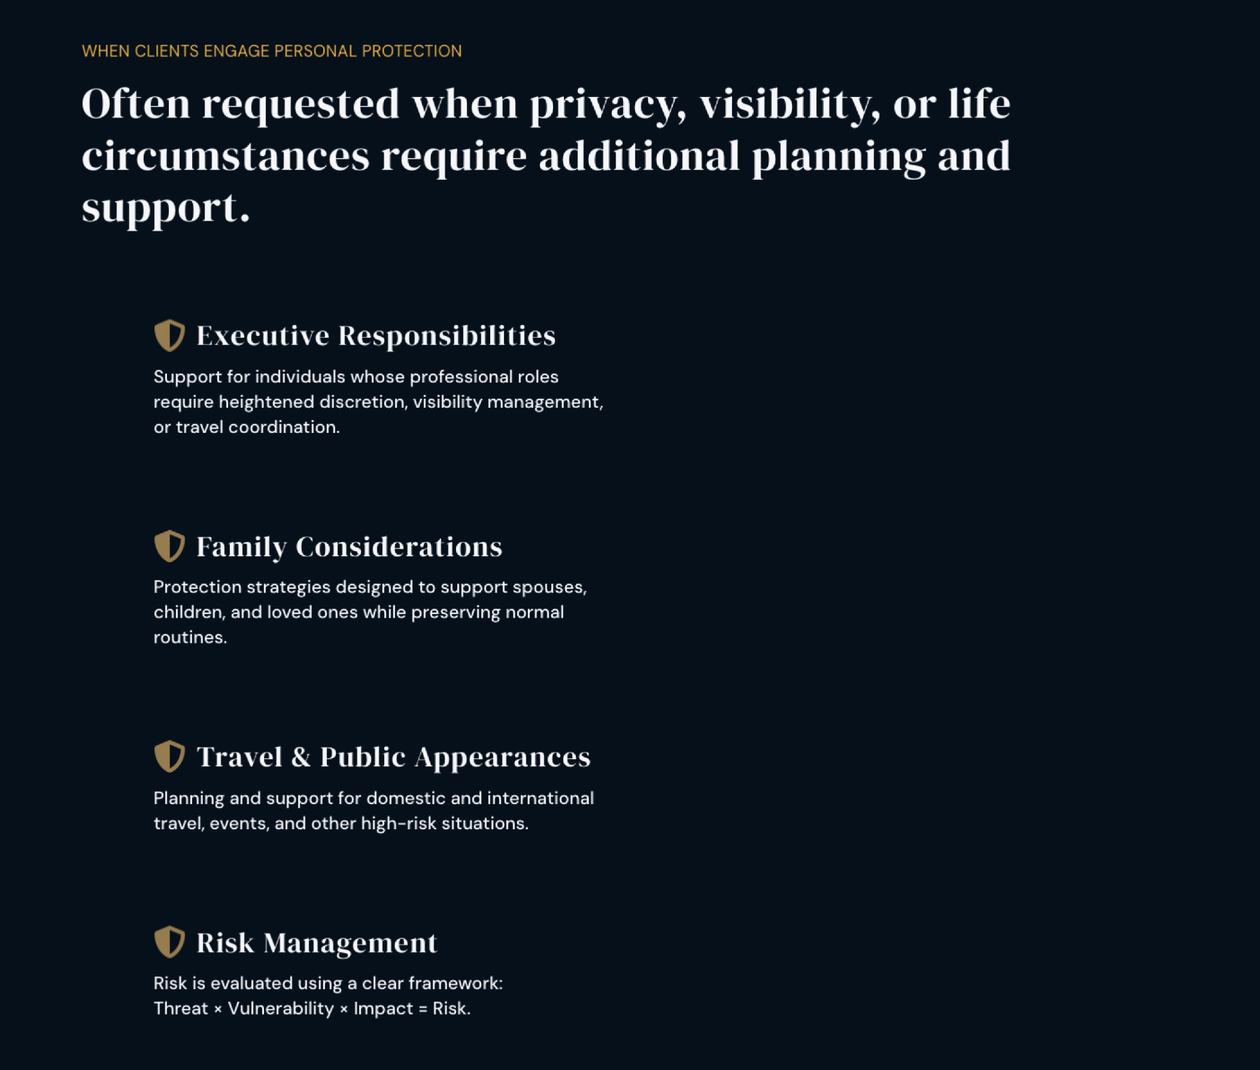 WHEN CLIENTS ENGAGE PERSONAL PROTECTION
Often requested when privacy, visibility, or life
circumstances require additional planning and
support.
Executive Responsibilities
Support for individuals whose professional roles
require heightened discretion, visibility management,
or travel coordination.
Family Considerations
Protection strategies designed to support spouses,
children, and loved ones while preserving normal
routines.
Travel & Public Appearances
Planning and support for domestic and international
travel, events, and other high-risk situations.
Risk Management
Risk is evaluated using a clear framework:
Threat × Vulnerability × Impact = Risk.